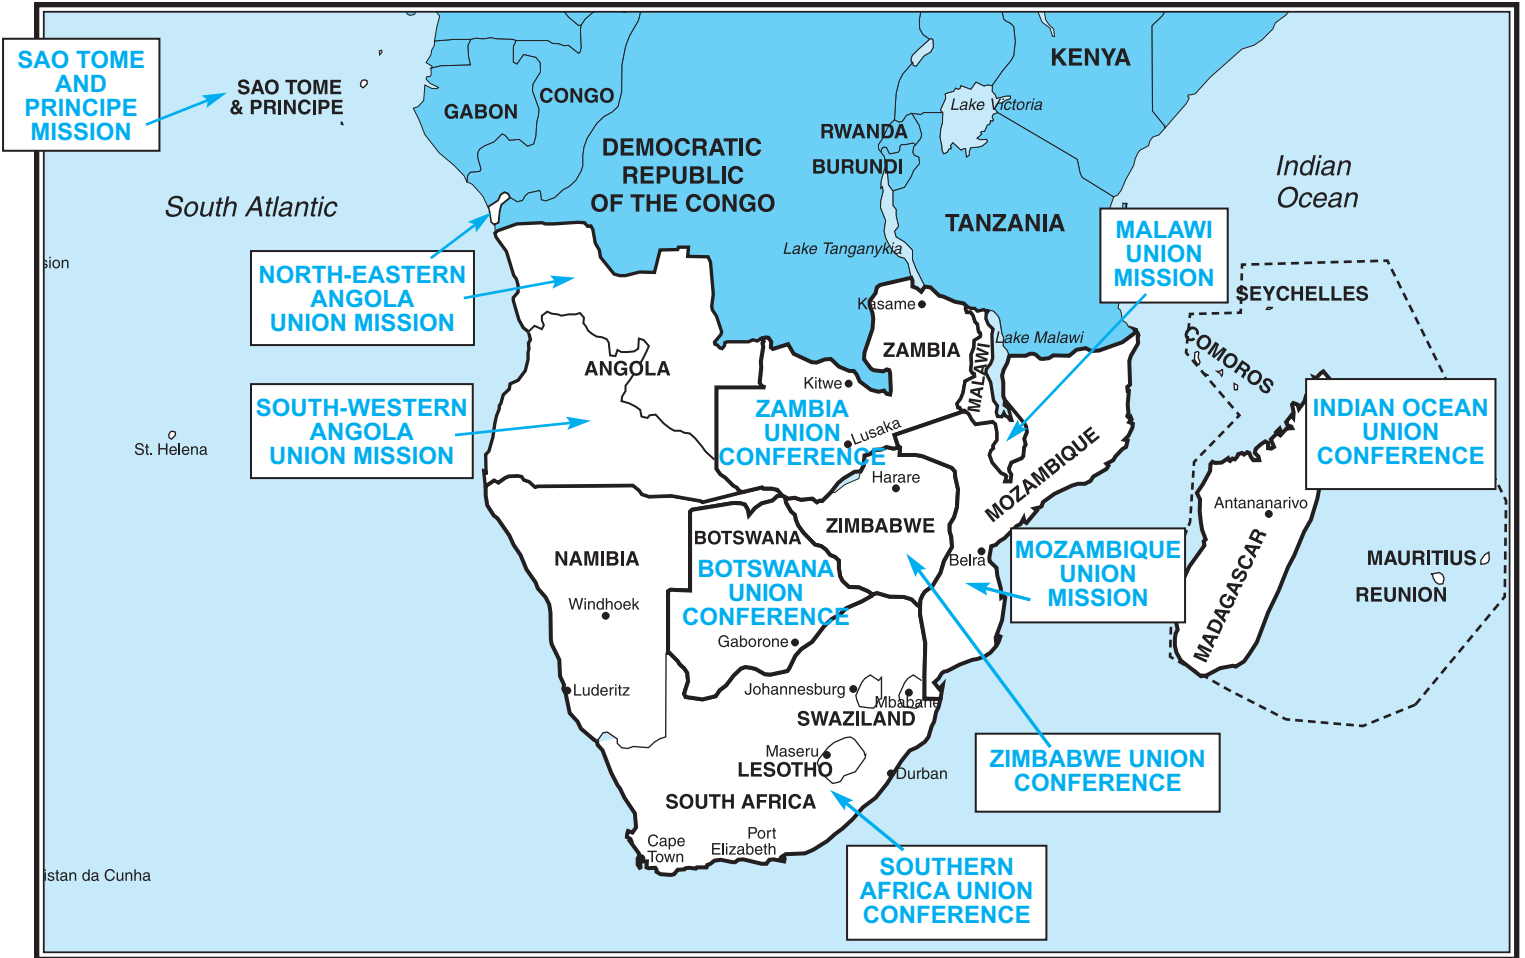 SAO TOME
AND
PRINCIPE
MISSION
SAO TOME
& PRINCIPE
GABON
CONGO
KENYA
Lake Victoria
RWANDA
BURUNDI
DEMOCRATIC
REPUBLIC
OF THE CONGO
Indian
Ocean
South Atlantic
TANZANIA
MALAWI
UNION
MISSION
Lake Tanganykia
sion
NORTH-EASTERN
ANGOLA
UNION MISSION
SEYCHELLES
Kasame
Lake Malawi
ZAMBIA
MALAWI
COMOROS
ANGOLA
Kitwe
SOUTH-WESTERN
ANGOLA
UNION MISSION
ZAMBIA
UNION
CONFERENCE
Lusaka
INDIAN OCEAN
UNION
CONFERENCE
St. Helena
MOZAMBIQUE
Harare
Antananarivo
ZIMBABWE
BOTSWANA
NAMIBIA
BOTSWANA
UNION
CONFERENCE
Belra
MOZAMBIQUE
UNION
MISSION
MADAGASCAR
MAURITIUS
REUNION
Windhoek
Gaborone
Luderitz
Johannesburg
Mbabane
SWAZILAND
Maseru
LESOTHO
Durban
ZIMBABWE UNION
CONFERENCE
SOUTH AFRICA
Cape
Town
Port
Elizabeth
SOUTHERN
AFRICA UNION
CONFERENCE
istan da Cunha